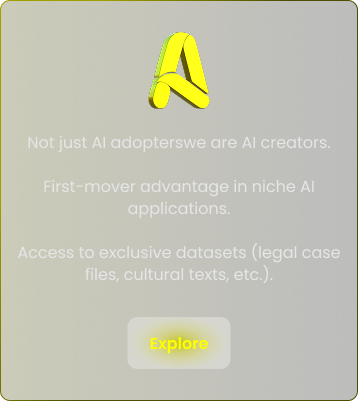 Not just AI adopterswe are AI creators.
First-mover advantage in niche AI
applications.
Access to exclusive datasets (legal case
files, cultural texts, etc.).
Explore